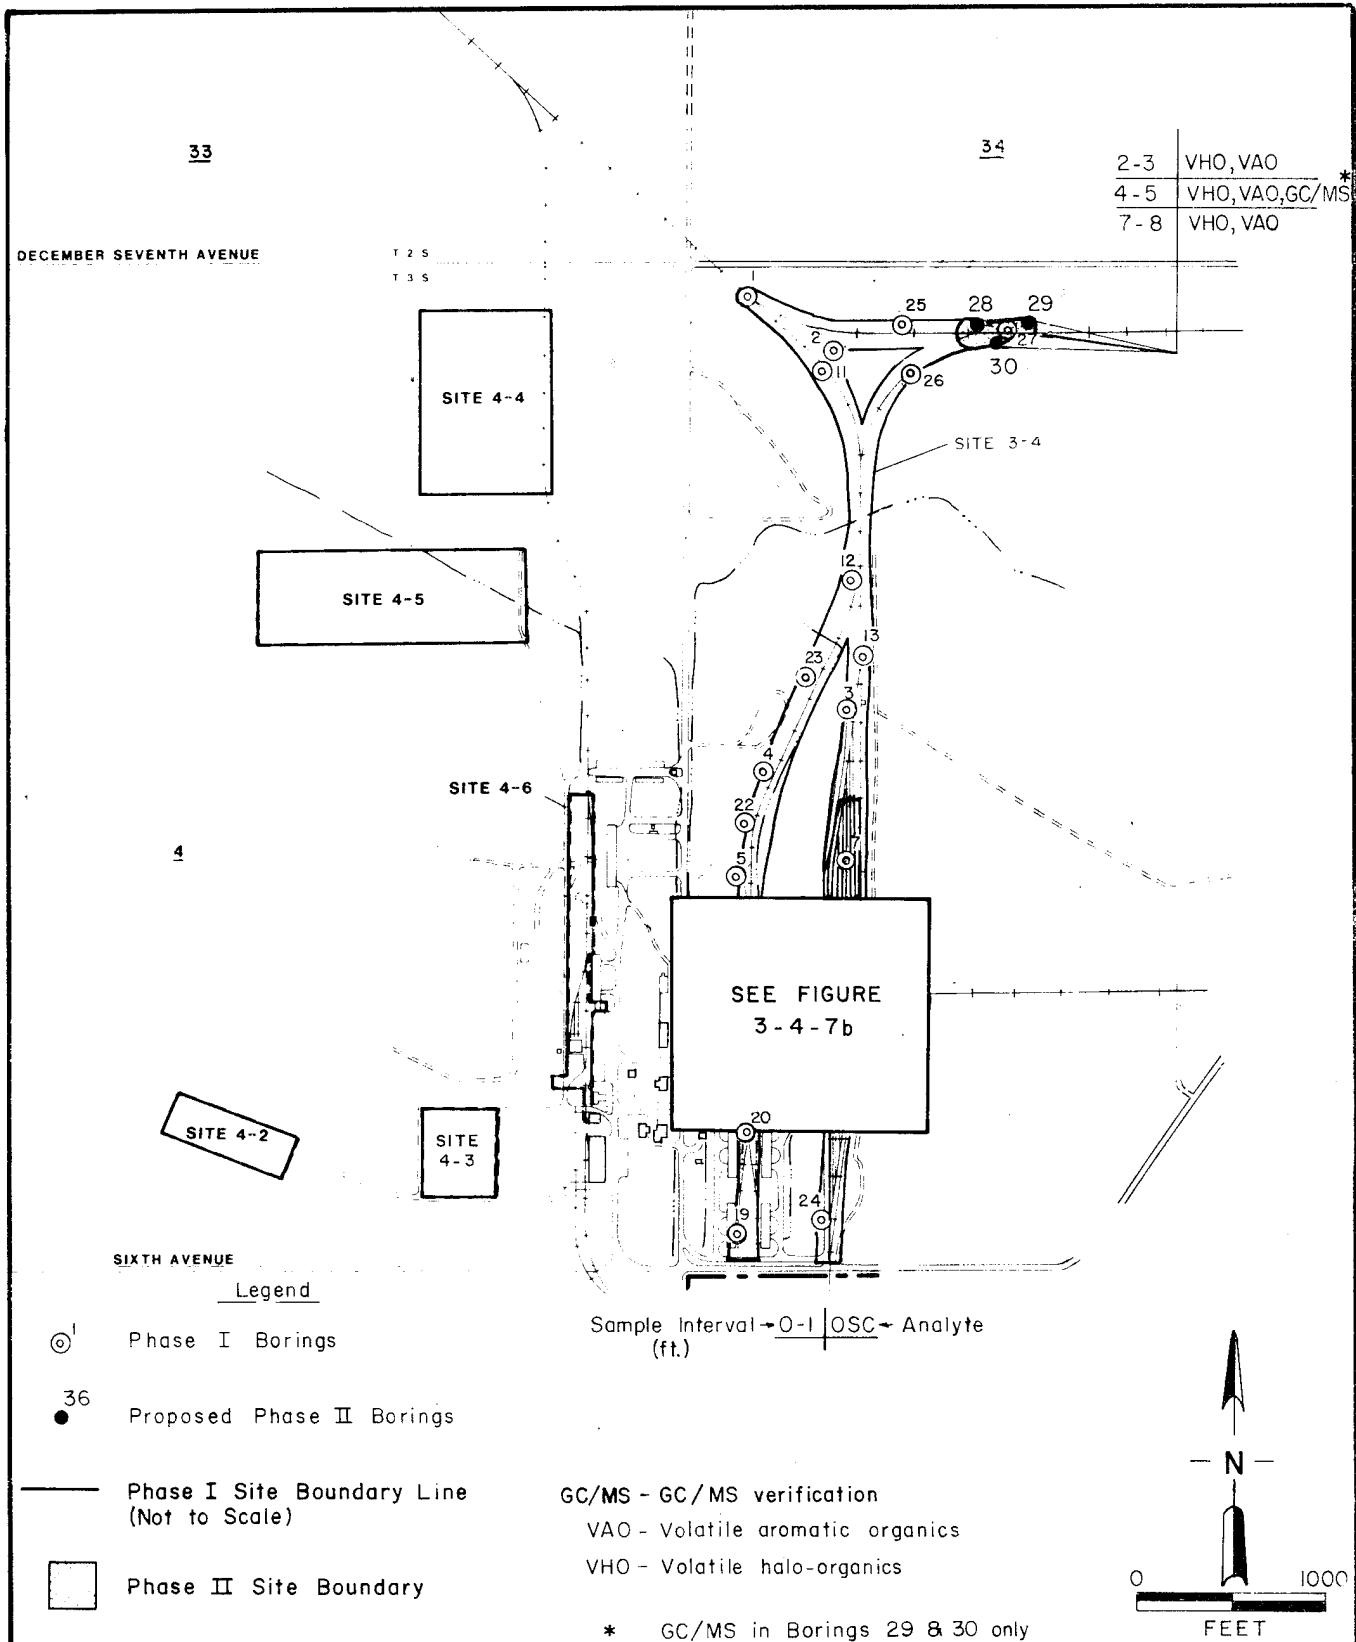 33
34
2-3 VHO, VAO
4-5 VHO, VAO, GC/MS *
7-8 VHO, VAO
DECEMBER SEVENTH AVENUE
T 2 S
T 3 S
1
25
28
29
2
27
11
26
30
SITE 4-4
SITE 3-4
12
SITE 4-5
13
23
3
4
SITE 4-6
22
4
7
5
SEE FIGURE
3-4-7b
20
SITE 4-2
SITE
4-3
9
24
SIXTH AVENUE
Legend
1
Phase I Borings
Sample Interval 0-1 OSC Analyte
(ft.)
36
Proposed Phase II Borings
Phase I Site Boundary Line
(Not to Scale)
Phase II Site Boundary
GC/MS - GC/MS verification
VAO - Volatile aromatic organics
VHO - Volatile halo-organics
* GC/MS in Borings 29 & 30 only
N
0 1000
FEET